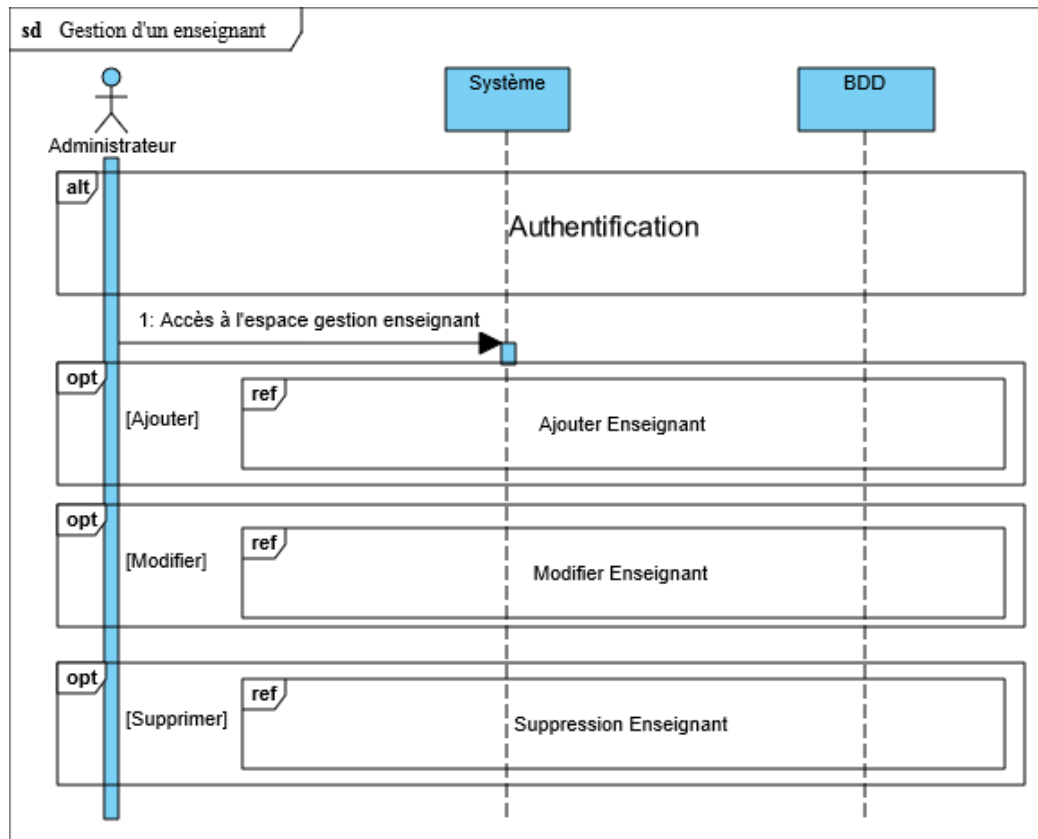 sd Gestion d'un enseignant
Système
BDD
Administrateur
alt
Authentification
1: Accès à l'espace gestion enseignant
opt
ref
[Ajouter]
Ajouter Enseignant
opt
ref
[Modifier]
Modifier Enseignant
opt
ref
[Supprimer]
Suppression Enseignant